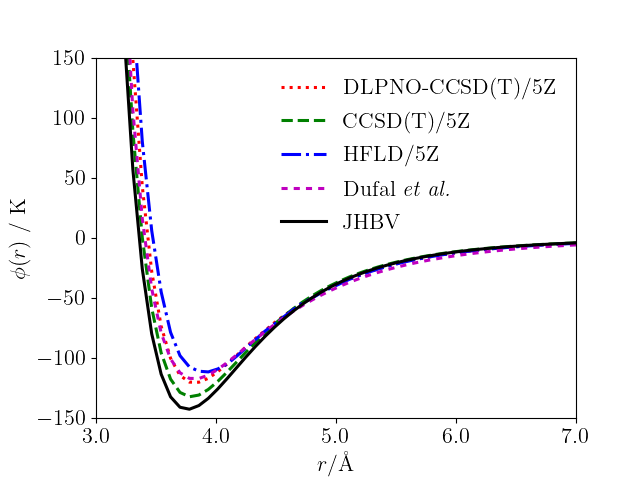 150
100
50
0
−50
−100
−150
ϕ(r) / K
DLPNO-CCSD(T)/5Z
CCSD(T)/5Z
HFLD/5Z
Dufal et al.
JHBV
3.0 4.0 5.0 6.0 7.0
r/Å